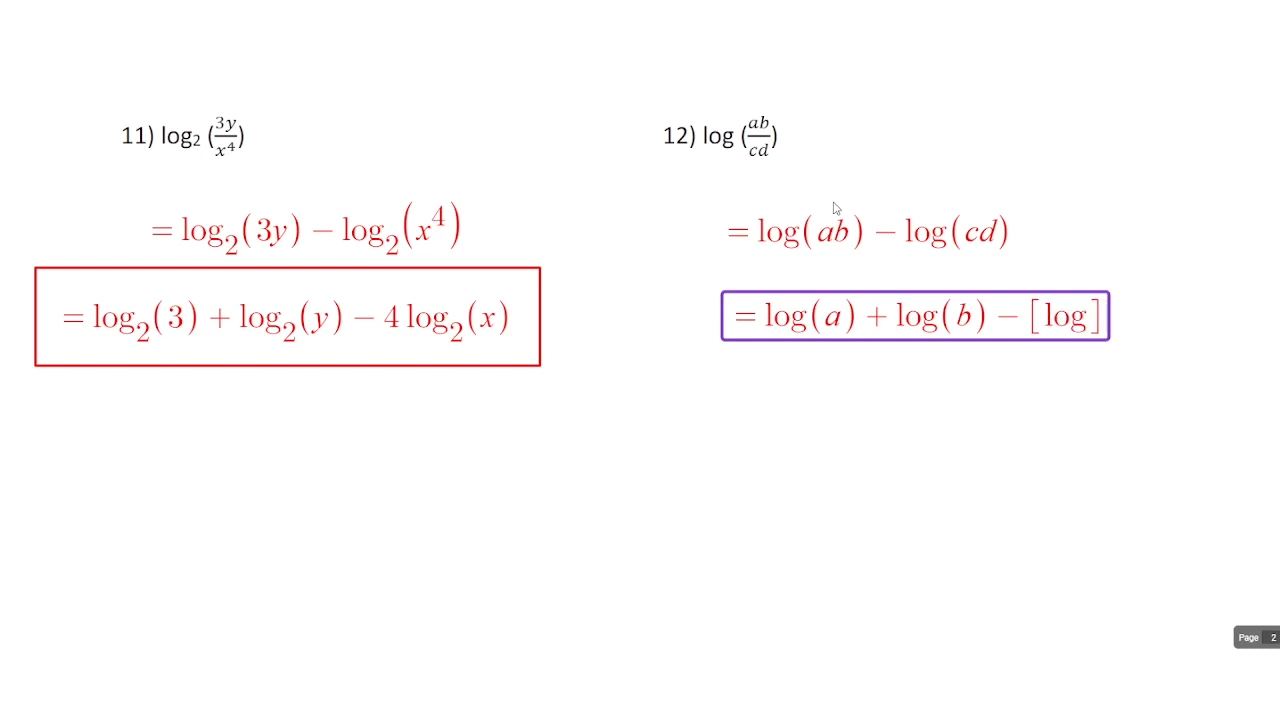 11) log₂ (3y/x⁴)
= log₂(3y) − log₂(x⁴)
= log₂(3) + log₂(y) − 4 log₂(x)
12) log (ab/cd)
= log(ab) − log(cd)
= log(a) + log(b) − [log]
Page 2